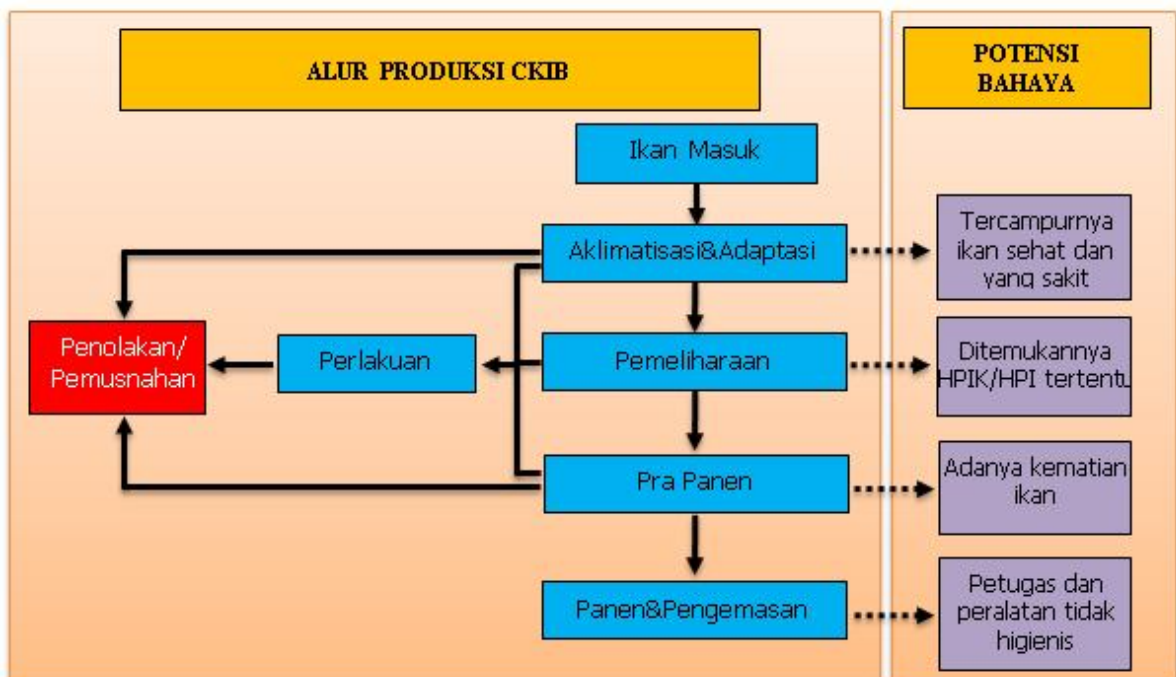 ALUR PRODUKSI CKIB
POTENSI
BAHAYA
Ikan Masuk
Aklimatisasi&Adaptasi
Tercampurnya
ikan sehat dan
yang sakit
Penolakan/
Pemusnahan
Perlakuan
Pemeliharaan
Ditemukannya
HPIK/HPI tertentu
Pra Panen
Adanya kematian
ikan
Panen&Pengemasan
Petugas dan
peralatan tidak
higienis